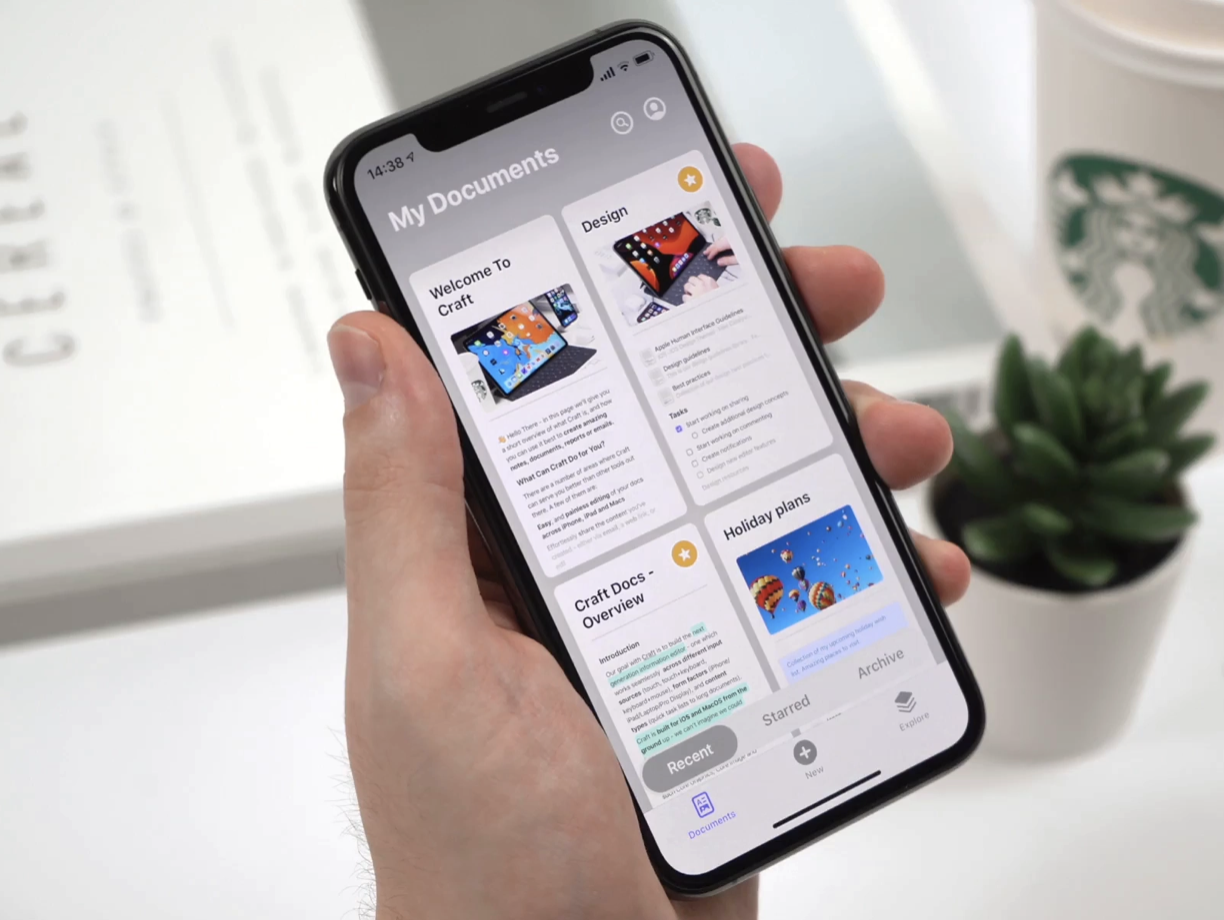 CEREAL
14:38
My Documents
Welcome To
Craft
👋 Hello There - in this page we'll give you
a short overview of what Craft is, and how
you can use it best to create amazing
notes, documents, reports or emails.
What Can Craft Do for You?
There are a number of areas where Craft
can serve you better than other tools out
there. A few of them are:
Easy, and painless editing of your docs
across iPhone, iPad and Macs
Effortlessly share the content you've
created - either via email, a web link, or
Design
Apple Human Interface Guidelines
Design guidelines
Best practices
Tasks
Start working on sharing
Create additional design concepts
Start working on commenting
Create notifications
Design new editor features
Design resources
Craft Docs -
Overview
Introduction
Our goal with Craft is to build the next
generation information editor - one which
works seamlessly across different input
sources (touch, touch+keyboard,
keyboard+mouse), form factors (iPhone/
iPad/Laptop/Pro Display), and content
types (quick task lists to long documents).
Craft is built for iOS and MacOS from the
ground up - we can't imagine we could
Holiday plans
Collection of my upcoming holiday wish
list. Amazing places to visit
Recent
Starred
Archive
Documents
New
Explore